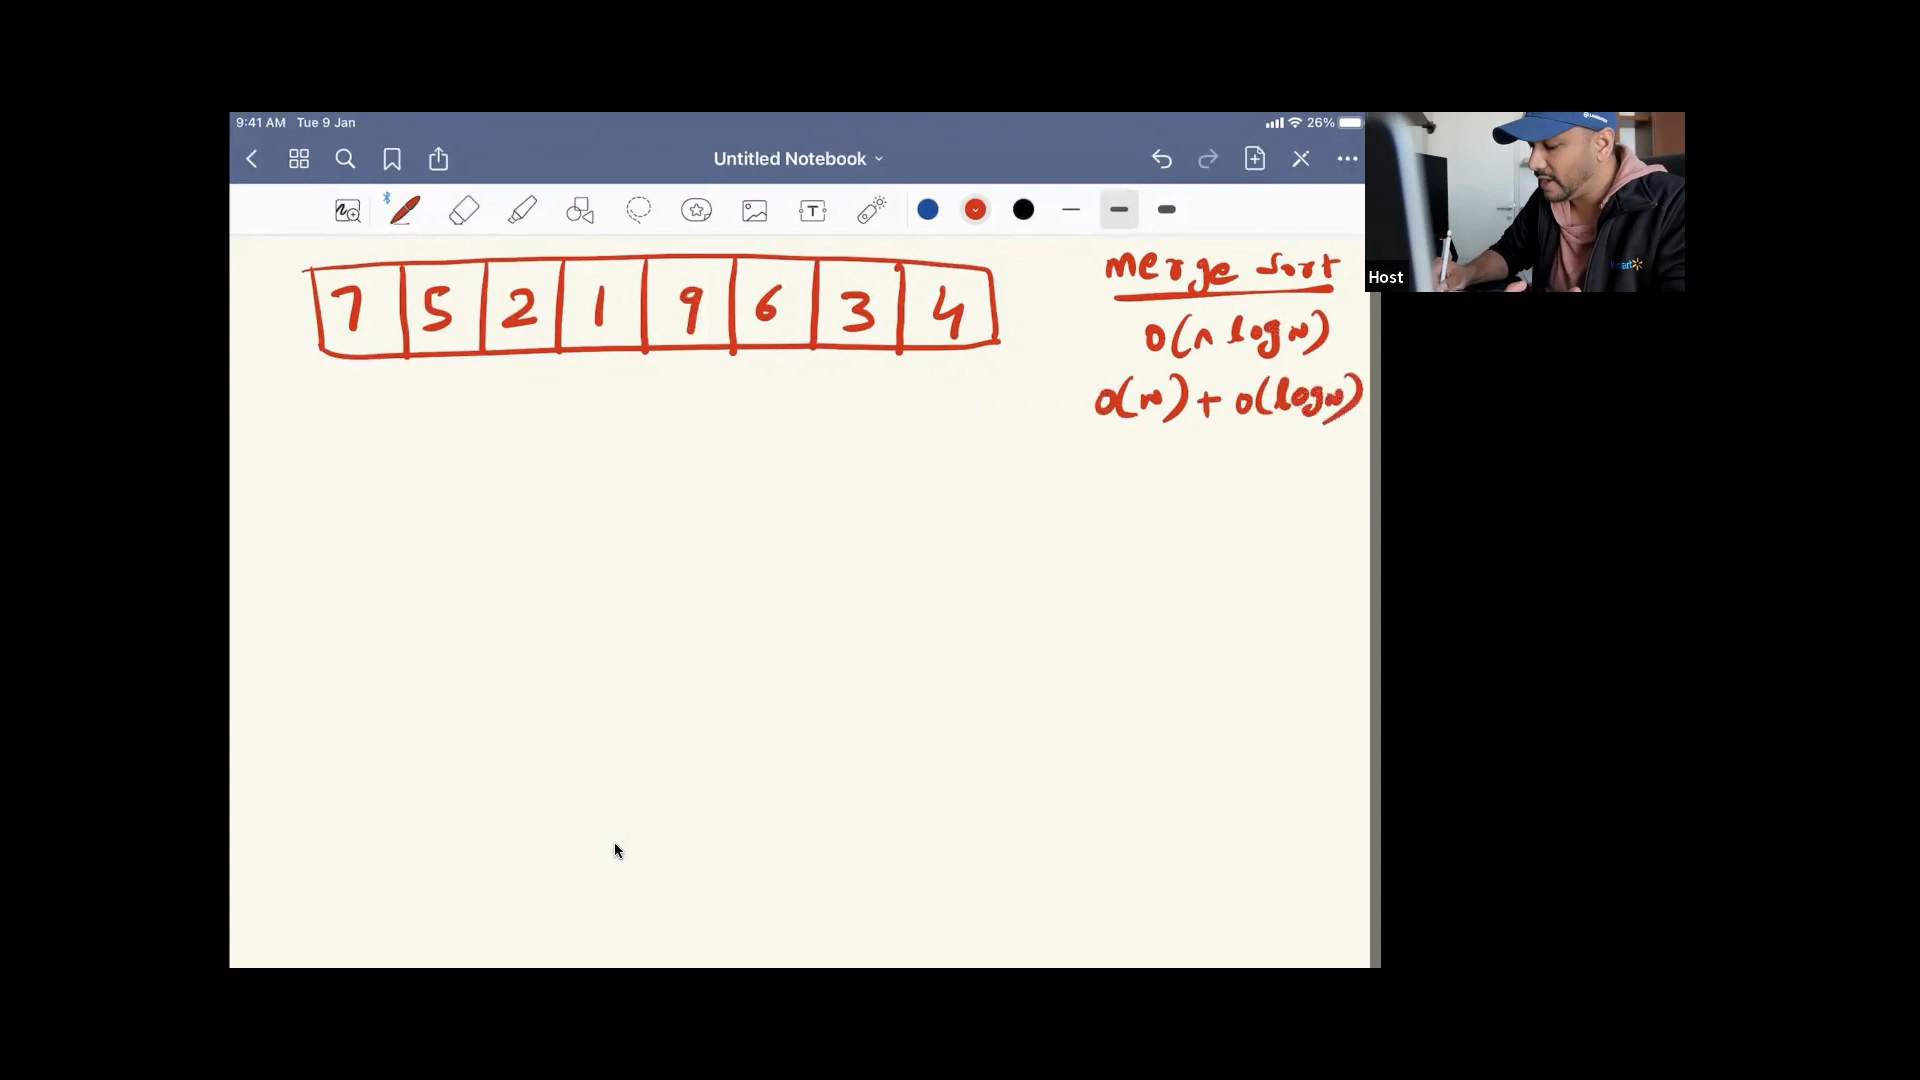 9:41 AM Tue 9 Jan
26%
Untitled Notebook
T
7 5 2 1 9 6 3 4
merge sort
O(n log n)
O(n) + O(log n)
Host